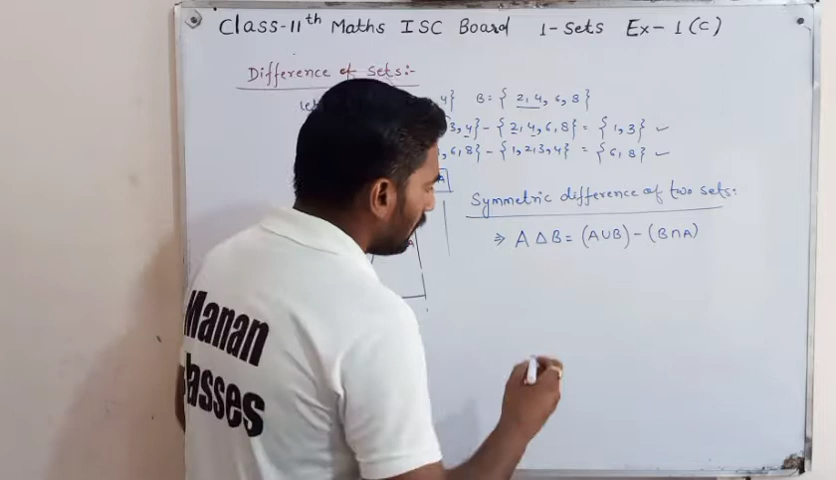 Class-11th Maths ISC Board 1-Sets Ex-1(C)
Difference of Sets:-
Let 4} B = { 2, 4, 6, 8 }
3, 4} - { 2, 4, 6, 8 } = { 1, 3 } ✓
, 6, 8} - { 1, 2, 3, 4 } = { 6, 8 } ✓
A
Symmetric difference of two sets:
⇒ A Δ B = (A∪B) - (B∩A)
Manan
lasses